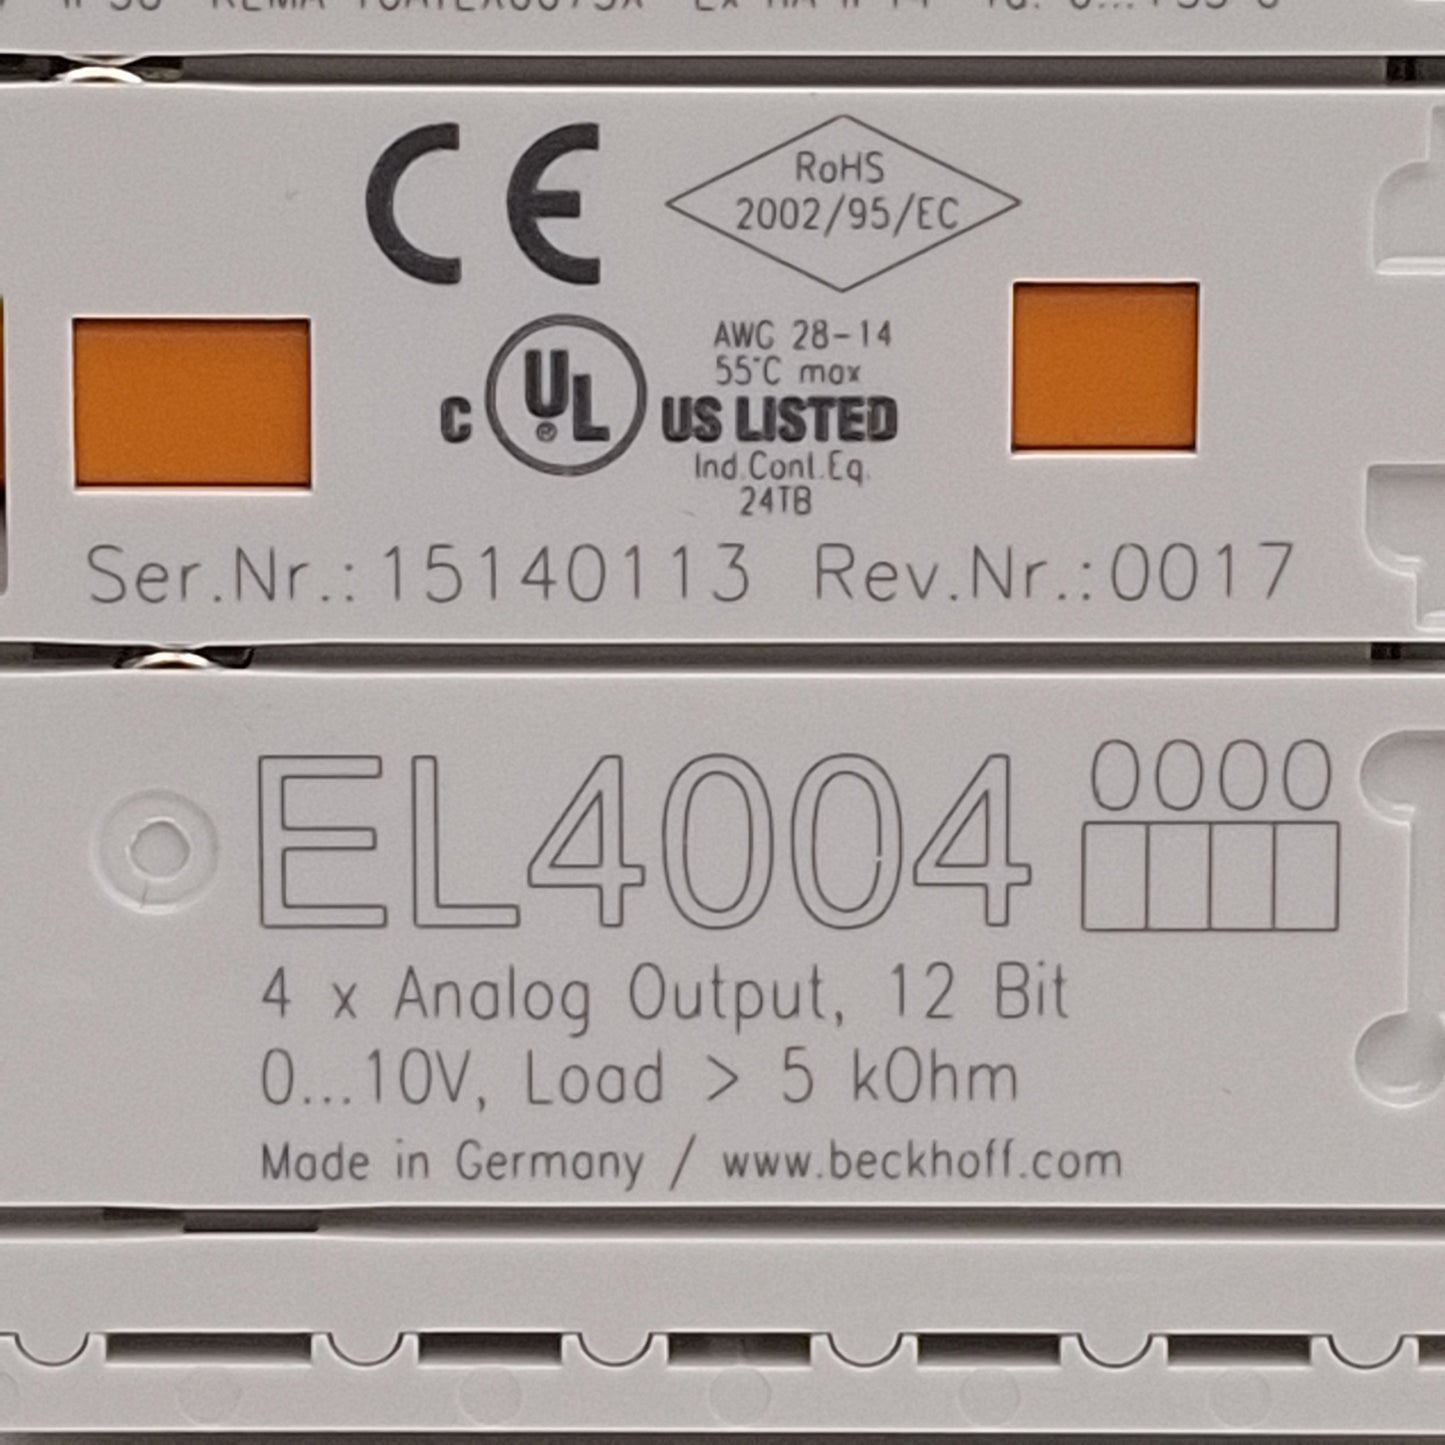 CE
RoHS
2002/95/EC
AWG 28-14
55°C max
C UL ® US LISTED
Ind.Cont.Eq.
24TB
Ser.Nr.: 15140113 Rev.Nr.:0017
EL4004 0000
4 x Analog Output, 12 Bit
0...10V, Load > 5 kOhm
Made in Germany / www.beckhoff.com